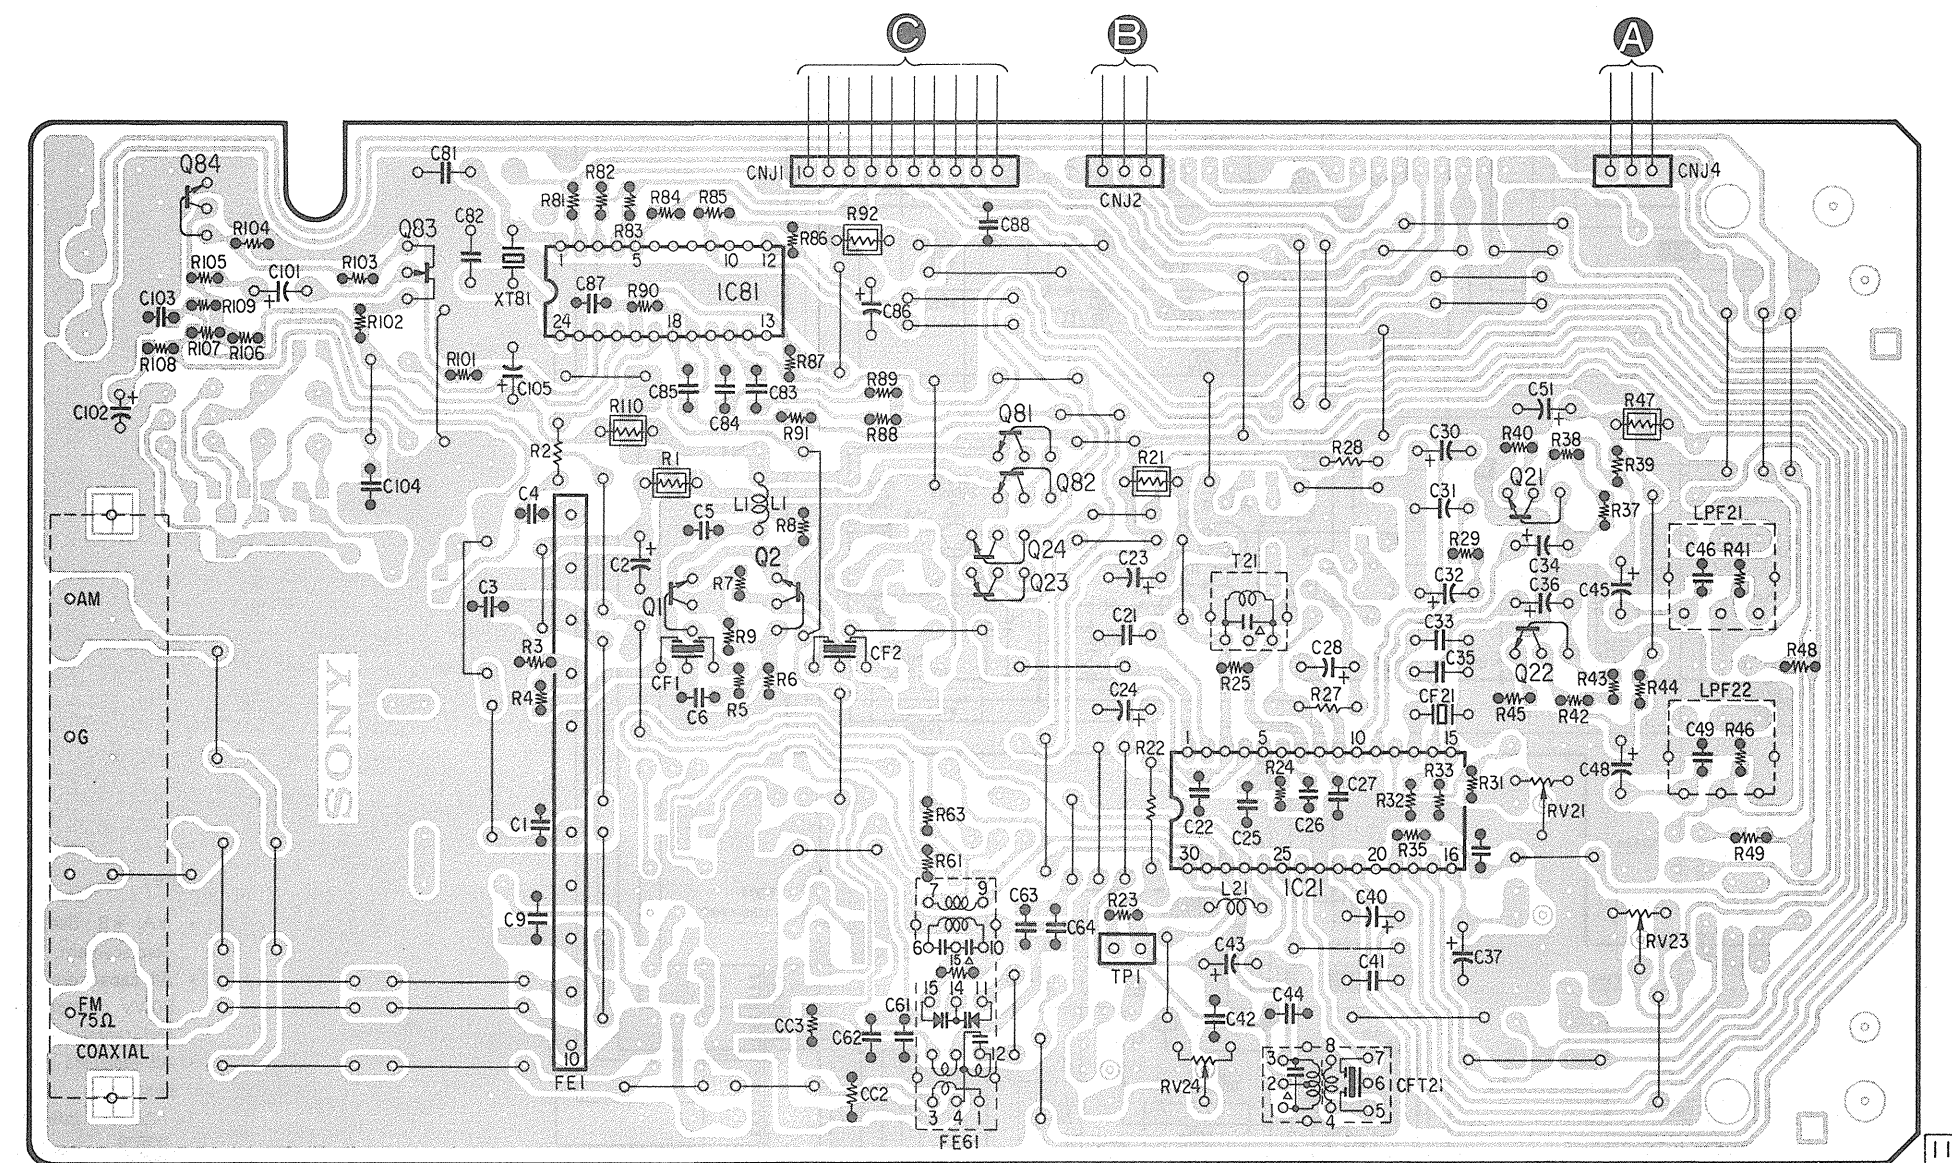 C
B
A
Q84
C81
CNJ1
CNJ2
CNJ4
R82
R81
R84
R85
R83
R104
Q83
C82
R86
R92
C88
1
5
10
12
R105
C101
R103
XT81
C87
R90
IC81
C103
R109
+
R102
24
18
13
+
C86
R107
R106
R108
R101
+
C105
R87
C85
C83
C84
R89
R88
R91
C102
+
R110
R2
R1
Q81
Q82
R21
R28
C51
+
R47
C30
+
R40
R38
R39
Q21
R37
C31
C104
C4
C5
L1
L1
R8
LPF21
C46
R41
C2
+
Q2
R7
Q1
Q24
Q23
C23
+
T21
R29
+
C34
C32
+
C36
+
C45
+
C3
AM
R9
C21
C33
C35
Q22
R48
R3
R4
CF1
C6
R5
R6
CF2
R25
C28
+
R27
CF21
R43
R44
R45
R42
LPF22
C49
R46
SONY
G
C24
+
R22
1
5
10
15
C48
+
R24
C27
R33
R31
R32
C22
C25
C26
R35
RV21
30
25
20
16
IC21
R49
C1
R63
R61
C9
7
9
6
10
15
C63
C64
R23
TP1
L21
C40
+
C43
+
C41
C37
+
RV23
15
14
11
12
C42
C44
FM
75Ω
COAXIAL
CC3
C62
C61
CC2
3
4
1
FE61
10
FE1
RV24
3
2
1
8
4
7
6
5
CFT21
11